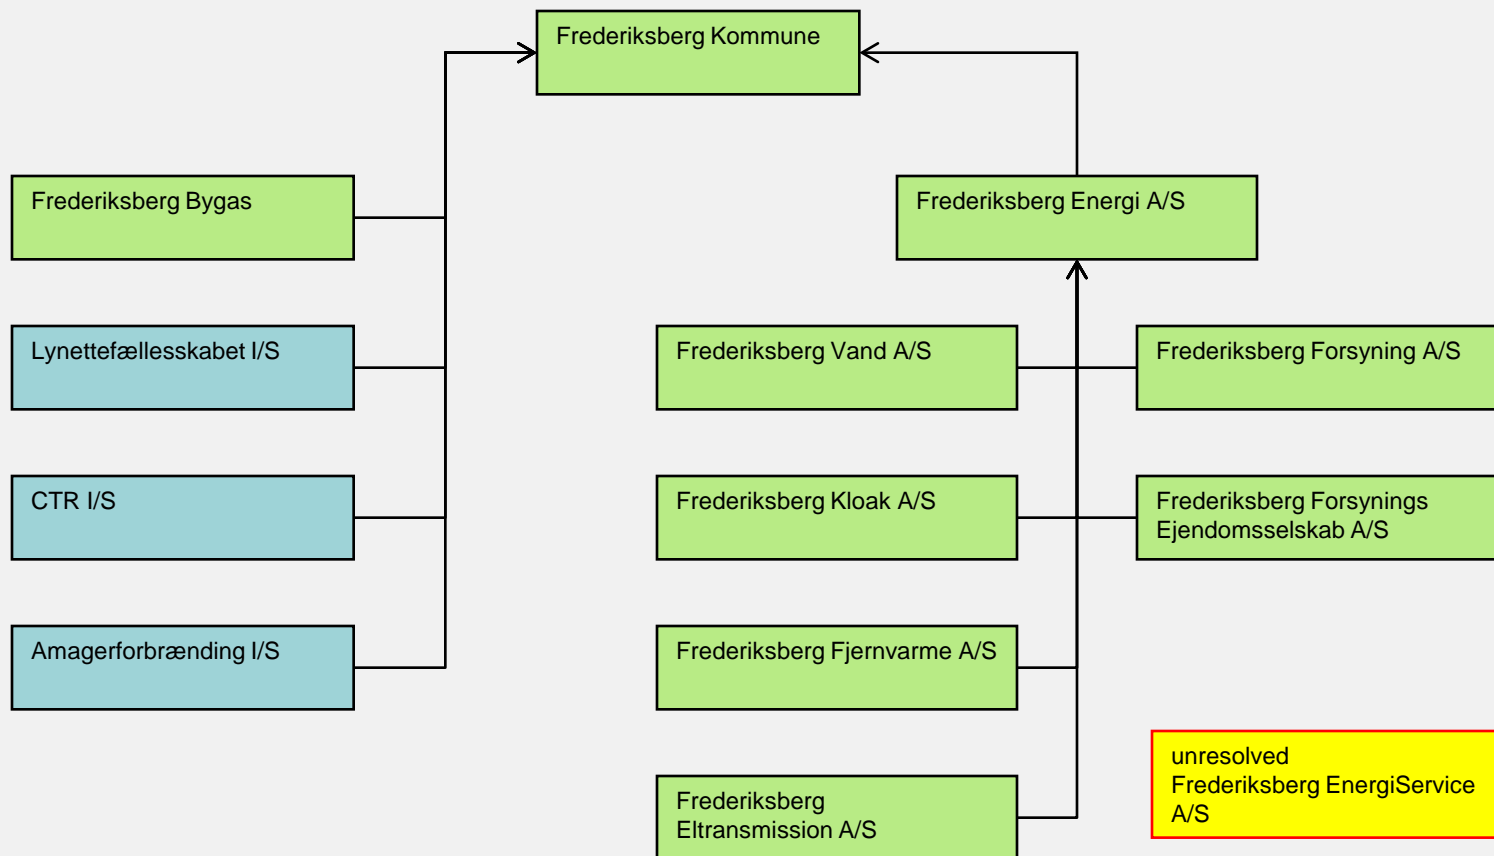 Frederiksberg Kommune
Frederiksberg Bygas
Frederiksberg Energi A/S
Lynettefællesskabet I/S
Frederiksberg Vand A/S
Frederiksberg Forsyning A/S
CTR I/S
Frederiksberg Kloak A/S
Frederiksberg Forsynings
Ejendomsselskab A/S
Amagerforbrænding I/S
Frederiksberg Fjernvarme A/S
unresolved
Frederiksberg EnergiService
A/S
Frederiksberg
Eltransmission A/S